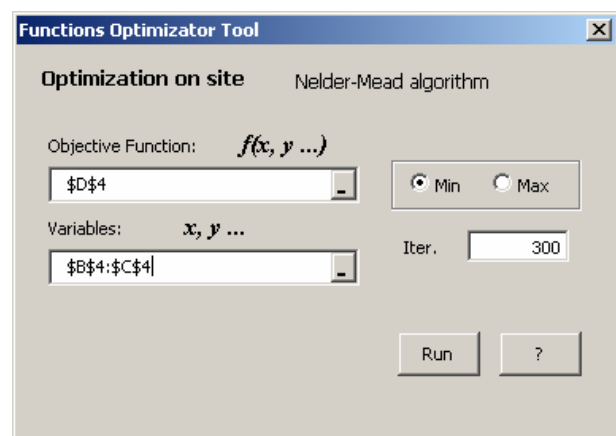 Functions Optimizator Tool
Optimization on site Nelder-Mead algorithm
Objective Function: f(x, y ...)
$D$4
Min Max
Variables: x, y ...
Iter. 300
$B$4:$C$4
Run ?